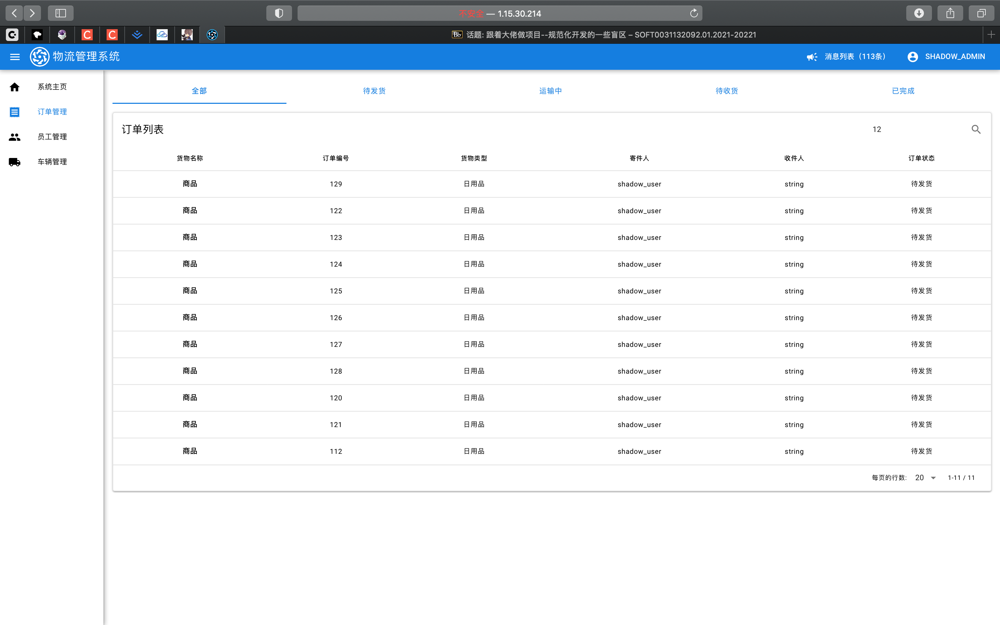 不安全 — 1.15.30.214
Bb 话题: 跟着大佬做项目--规范化开发的一些盲区 – SOFT0031132092.01.2021-20221
物流管理系统 消息列表（113条） SHADOW_ADMIN
系统主页
订单管理
员工管理
车辆管理
全部 待发货 运输中 待收货 已完成
订单列表 12
货物名称 订单编号 货物类型 寄件人 收件人 订单状态
商品 129 日用品 shadow_user string 待发货
商品 122 日用品 shadow_user string 待发货
商品 123 日用品 shadow_user string 待发货
商品 124 日用品 shadow_user string 待发货
商品 125 日用品 shadow_user string 待发货
商品 126 日用品 shadow_user string 待发货
商品 127 日用品 shadow_user string 待发货
商品 128 日用品 shadow_user string 待发货
商品 120 日用品 shadow_user string 待发货
商品 121 日用品 shadow_user string 待发货
商品 112 日用品 shadow_user string 待发货
每页的行数: 20 1-11 / 11